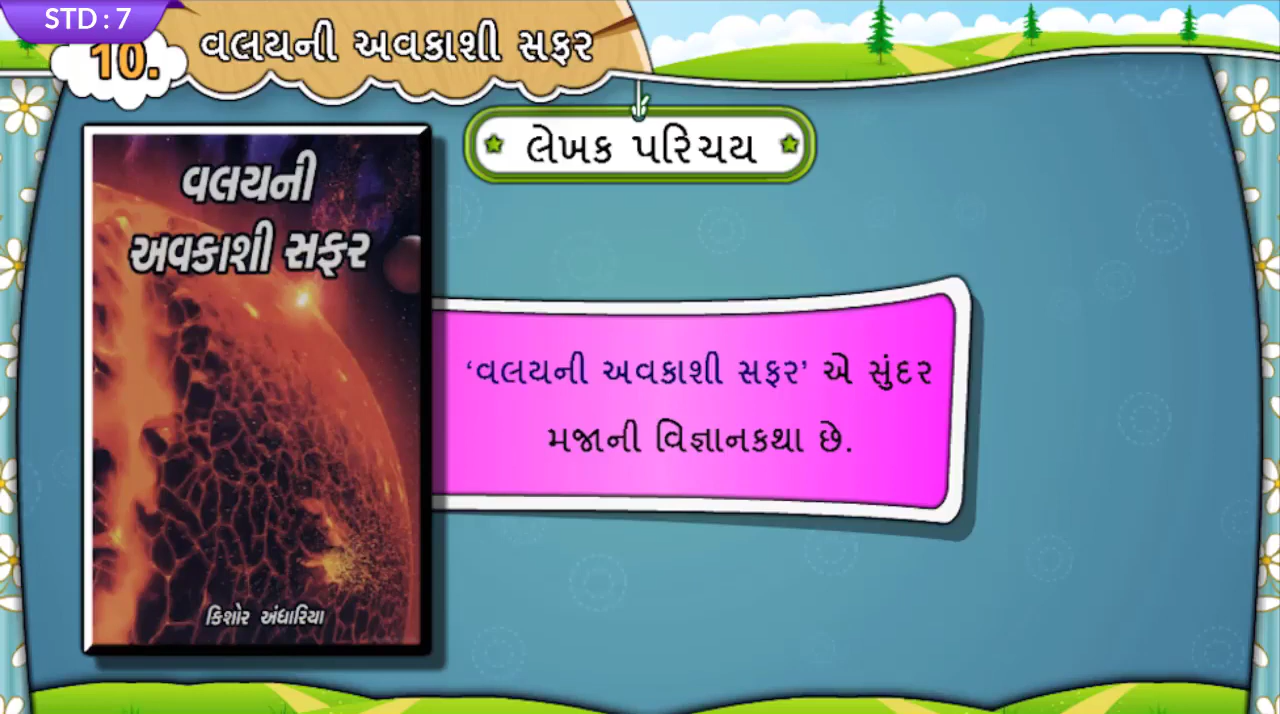 STD : 7
10. વલયની અવકાશી સફર
લેખક પરિચય
વલયની
અવકાશી સફર
કિશોર અંધારિયા
‘વલયની અવકાશી સફર’ એ સુંદર
મજાની વિજ્ઞાનકથા છે.